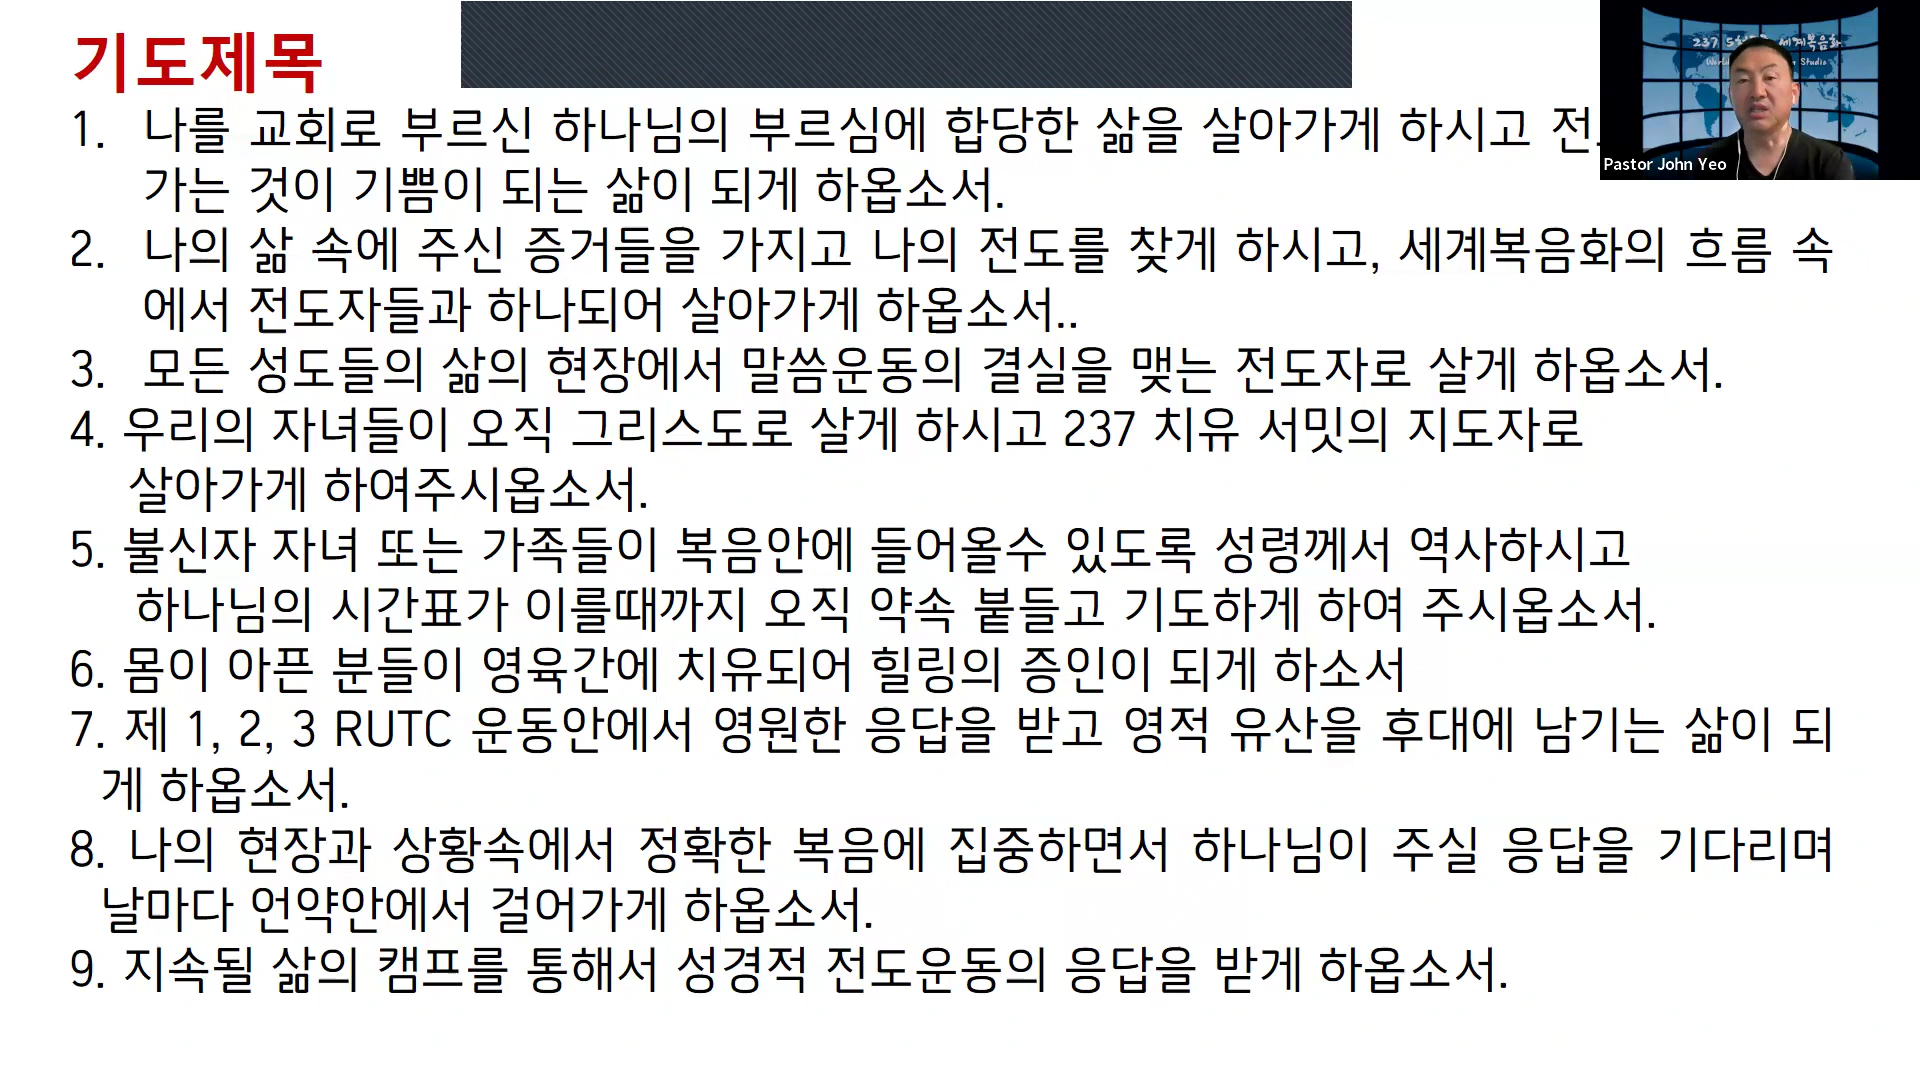 기도제목
1. 나를 교회로 부르신 하나님의 부르심에 합당한 삶을 살아가게 하시고
가는 것이 기쁨이 되는 삶이 되게 하옵소서.
2. 나의 삶 속에 주신 증거들을 가지고 나의 전도를 찾게 하시고, 세계복음화의 흐름 속
에서 전도자들과 하나되어 살아가게 하옵소서..
3. 모든 성도들의 삶의 현장에서 말씀운동의 결실을 맺는 전도자로 살게 하옵소서.
4. 우리의 자녀들이 오직 그리스도로 살게 하시고 237 치유 서밋의 지도자로
살아가게 하여주시옵소서.
5. 불신자 자녀 또는 가족들이 복음안에 들어올수 있도록 성령께서 역사하시고
하나님의 시간표가 이를때까지 오직 약속 붙들고 기도하게 하여 주시옵소서.
6. 몸이 아픈 분들이 영육간에 치유되어 힐링의 증인이 되게 하소서
7. 제 1, 2, 3 RUTC 운동안에서 영원한 응답을 받고 영적 유산을 후대에 남기는 삶이 되
게 하옵소서.
8. 나의 현장과 상황속에서 정확한 복음에 집중하면서 하나님이 주실 응답을 기다리며
날마다 언약안에서 걸어가게 하옵소서.
9. 지속될 삶의 캠프를 통해서 성경적 전도운동의 응답을 받게 하옵소서.
237 세계복음화
Studio
Pastor John Yeo